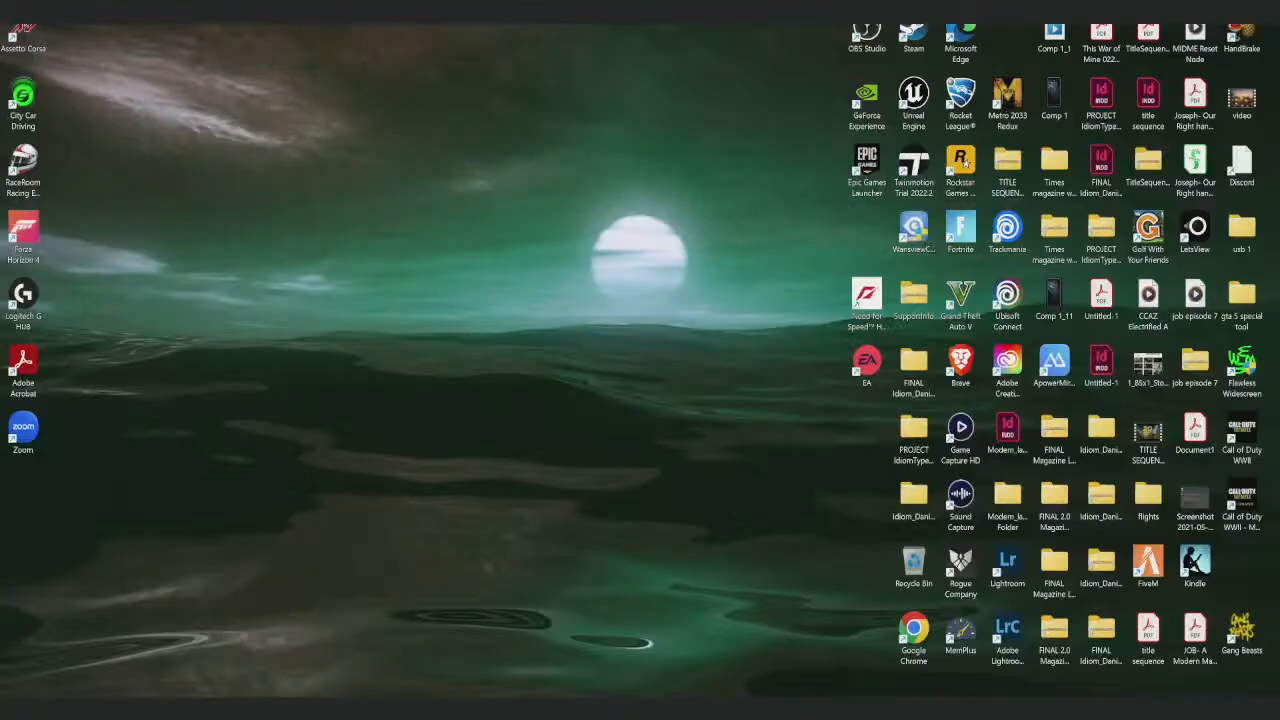 Assetto Corsa
City Car
Driving
RaceRoom
Racing E...
Forza
Horizon 4
Logitech G
HUB
Adobe
Acrobat
zoom
Zoom
OBS Studio
Steam
Microsoft
Edge
Comp 1_1
This War of
Mine 022...
TitleSequen...
MIDME Reset
Node
HandBrake
GeForce
Experience
Unreal
Engine
Rocket
League®
Metro 2033
Redux
Comp 1
PROJECT
IdiomType...
title
sequence
Joseph- Our
Right han...
video
Epic Games
Launcher
Twinmotion
Trial 2022.2
Rockstar
Games ...
TITLE
SEQUEN...
Times
magazine w...
FINAL
Idiom_Dani...
TitleSequen...
Joseph- Our
Right han...
Discord
WansviewC...
Fortnite
Trackmania
Times
magazine w...
PROJECT
IdiomType...
Golf With
Your Friends
LetsView
usb 1
Need for
Speed™ H...
SupportInfo
Grand Theft
Auto V
Ubisoft
Connect
Comp 1_11
Untitled-1
CCAZ
Electrified A
job episode 7
gta 5 special
tool
EA
FINAL
Idiom_Dani...
Brave
Adobe
Creati...
ApowerMir...
Untitled-1
1_85x1_Sto...
job episode 7
Flawless
Widescreen
PROJECT
IdiomType...
Game
Capture HD
Modern_la...
FINAL
Magazine L...
Idiom_Dani...
TITLE
SEQUEN...
Document1
Call of Duty
WWII
Idiom_Dani...
Sound
Capture
Modern_la...
Folder
FINAL 2.0
Magazi...
Idiom_Dani...
flights
Screenshot
2021-05-...
Call of Duty
WWII - M...
Recycle Bin
Rogue
Company
Lightroom
FINAL
Magazine L...
Idiom_Dani...
FiveM
Kindle
Google
Chrome
MemPlus
Adobe
Lightroo...
FINAL 2.0
Magazi...
FINAL
Idiom_Dani...
title
sequence
JOB- A
Modern Ma...
Gang Beasts